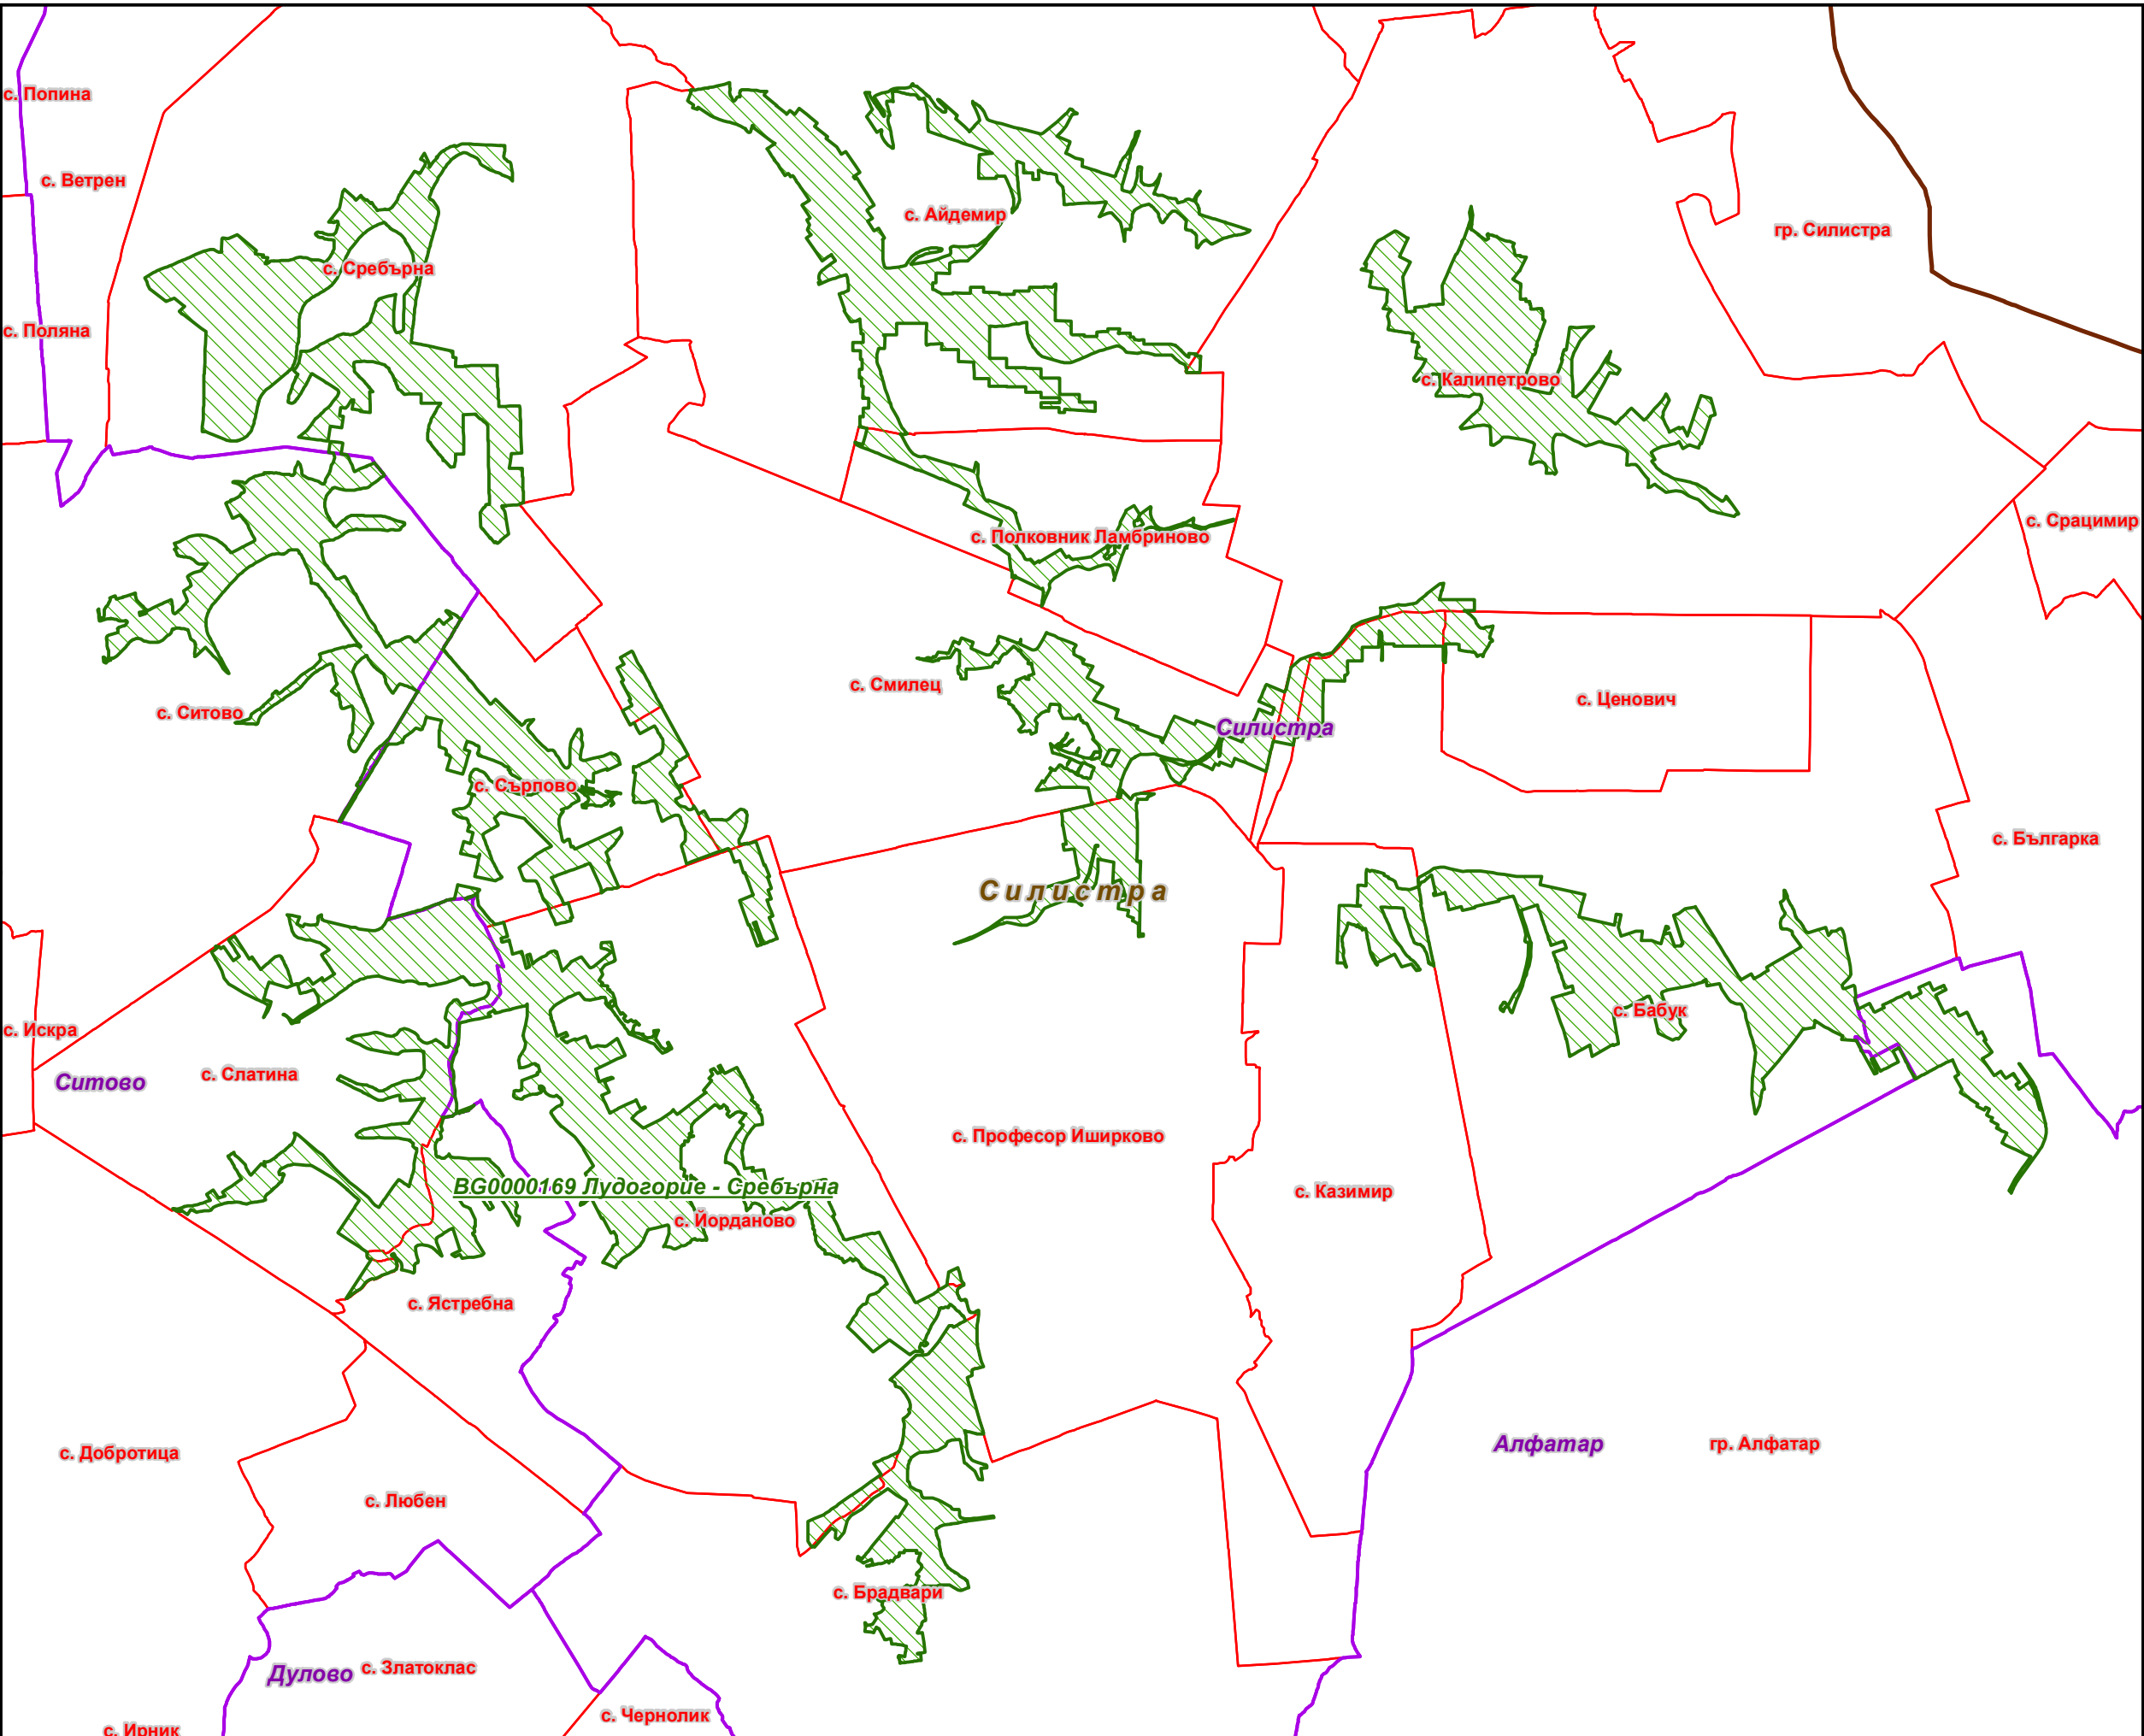 с. Попина
с. Ветрен
с. Айдемир
гр. Силистра
с. Сребърна
с. Поляна
с. Калипетрово
с. Срацимир
с. Полковник Ламбриново
с. Смилец
с. Ценович
с. Ситово
Силистра
с. Сърпово
с. Българка
Силистра
с. Бабук
с. Искра
с. Слатина
Ситово
с. Професор Иширково
BG0000169 Лудогорие - Сребърна
с. Казимир
с. Йорданово
с. Ястребна
Алфатар
гр. Алфатар
с. Добротица
с. Любен
с. Брадвари
Дулово
с. Златоклас
с. Чернолик
с. Ирник